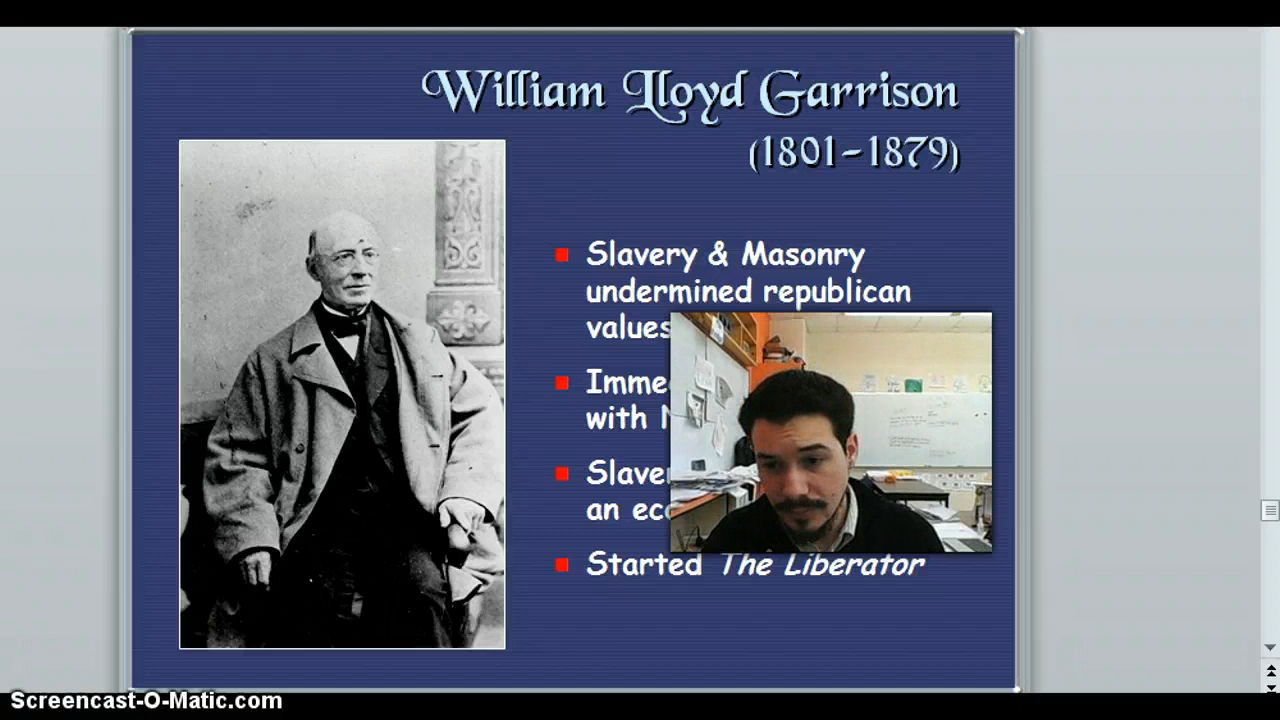 William Lloyd Garrison
(1801-1879)
Slavery & Masonry
undermined republican
values
Imme
with
Slave
an ec
Started The Liberator
Screencast-O-Matic.com